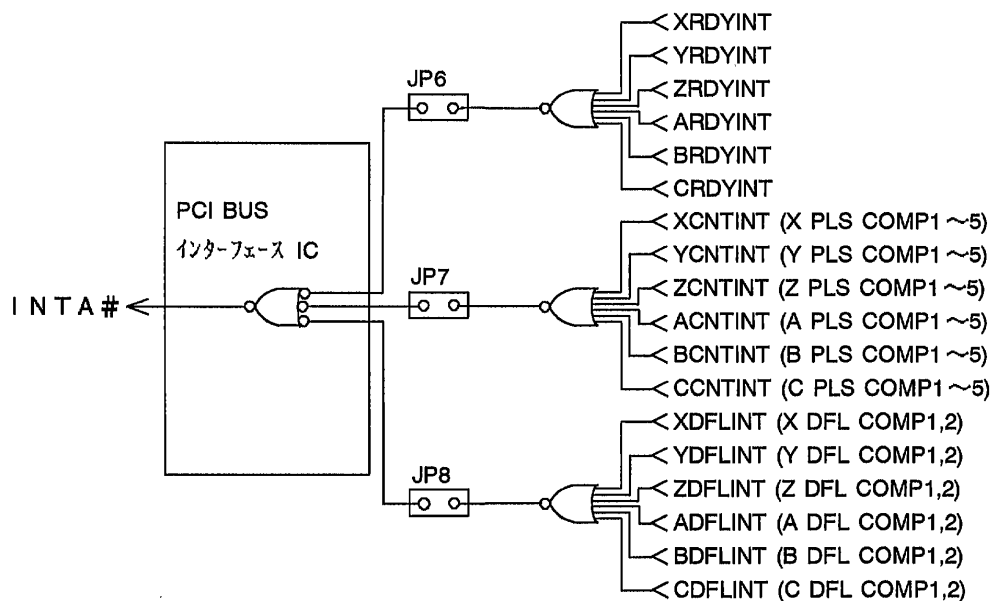 XRDYINT
YRDYINT
JP6
ZRDYINT
ARDYINT
BRDYINT
CRDYINT
PCI BUS
インターフェース IC
INTA#
JP7
XCNTINT (X PLS COMP1～5)
YCNTINT (Y PLS COMP1～5)
ZCNTINT (Z PLS COMP1～5)
ACNTINT (A PLS COMP1～5)
BCNTINT (B PLS COMP1～5)
CCNTINT (C PLS COMP1～5)
JP8
XDFLINT (X DFL COMP1,2)
YDFLINT (Y DFL COMP1,2)
ZDFLINT (Z DFL COMP1,2)
ADFLINT (A DFL COMP1,2)
BDFLINT (B DFL COMP1,2)
CDFLINT (C DFL COMP1,2)